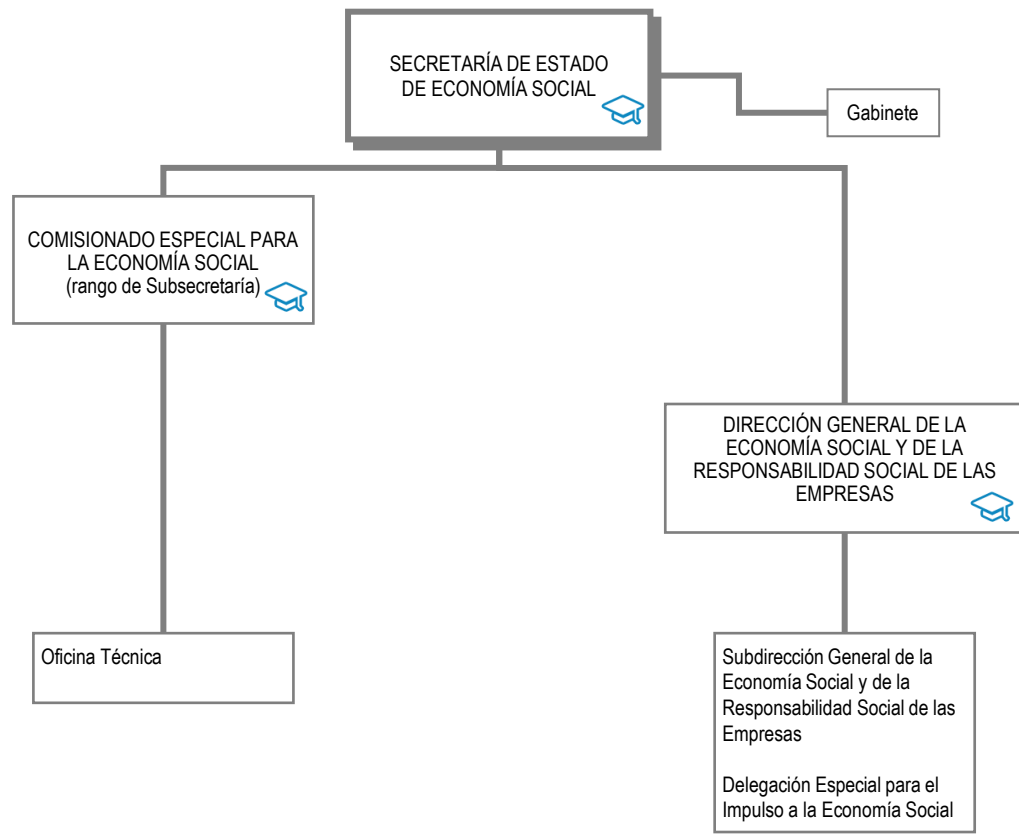 SECRETARÍA DE ESTADO
DE ECONOMÍA SOCIAL
Gabinete
COMISIONADO ESPECIAL PARA
LA ECONOMÍA SOCIAL
(rango de Subsecretaría)
DIRECCIÓN GENERAL DE LA
ECONOMÍA SOCIAL Y DE LA
RESPONSABILIDAD SOCIAL DE LAS
EMPRESAS
Oficina Técnica
Subdirección General de la
Economía Social y de la
Responsabilidad Social de las
Empresas
Delegación Especial para el
Impulso a la Economía Social